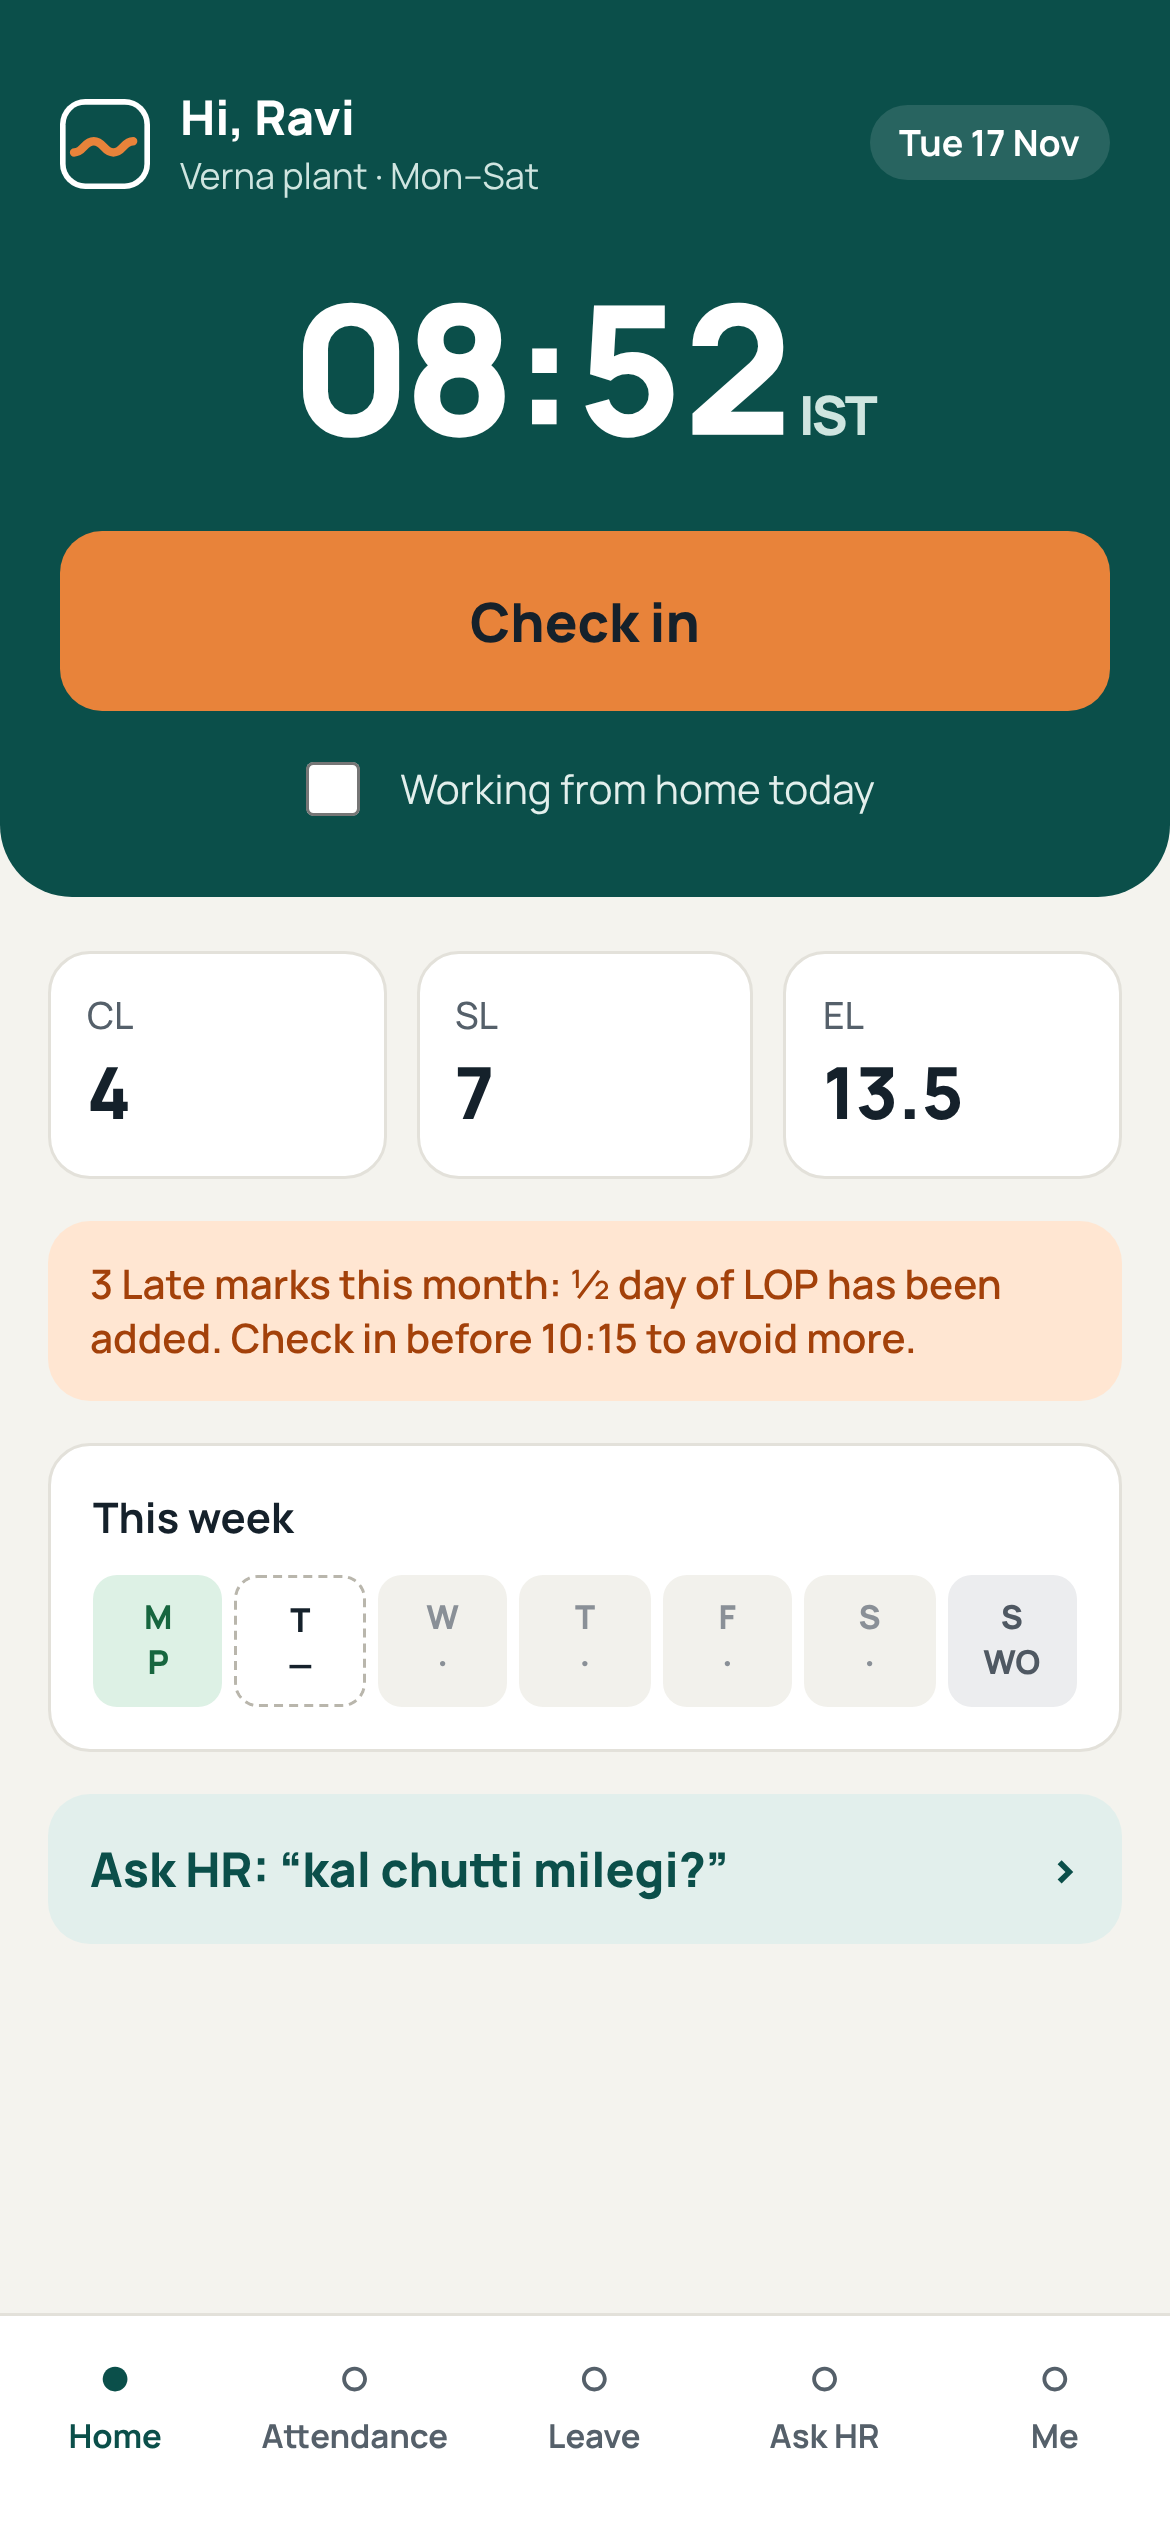 Hi, Ravi
Verna plant · Mon–Sat
Tue 17 Nov
08:52 IST
Check in
Working from home today
CL
4
SL
7
EL
13.5
3 Late marks this month: ½ day of LOP has been
added. Check in before 10:15 to avoid more.
This week
M T W T F S S
P – · · · · WO
Ask HR: “kal chutti milegi?” ›
Home Attendance Leave Ask HR Me